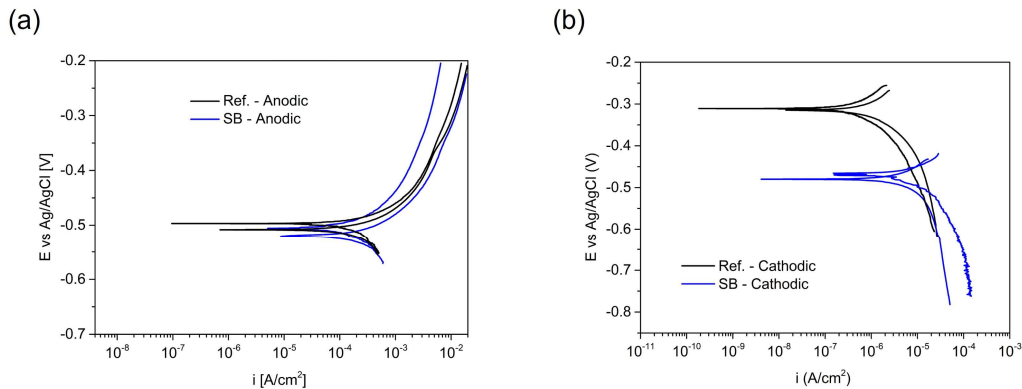 (a)
-0.2
-0.3
-0.4
-0.5
-0.6
-0.7
E vs Ag/AgCl [V]
Ref. - Anodic
SB - Anodic
10⁻⁸ 10⁻⁷ 10⁻⁶ 10⁻⁵ 10⁻⁴ 10⁻³ 10⁻²
i [A/cm²]
(b)
-0.2
-0.3
-0.4
-0.5
-0.6
-0.7
-0.8
E vs Ag/AgCl (V)
Ref. - Cathodic
SB - Cathodic
10⁻¹¹ 10⁻¹⁰ 10⁻⁹ 10⁻⁸ 10⁻⁷ 10⁻⁶ 10⁻⁵ 10⁻⁴ 10⁻³
i (A/cm²)